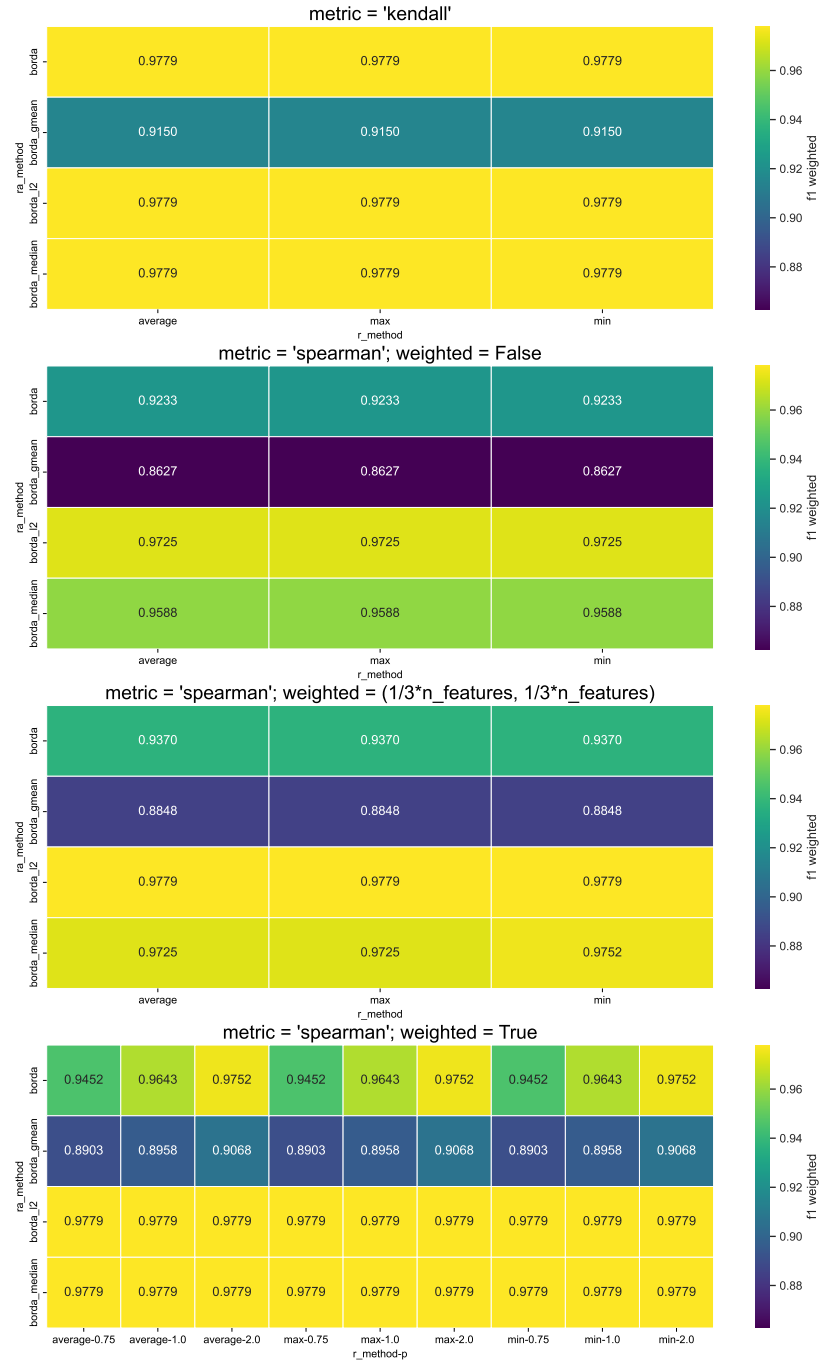 metric = 'kendall'
borda 0.9779 0.9779 0.9779
borda_gmean 0.9150 0.9150 0.9150
borda_l2 0.9779 0.9779 0.9779
borda_median 0.9779 0.9779 0.9779
ra_method
average max min
r_method
0.96
0.94
0.92
0.90
0.88
f1 weighted
metric = 'spearman'; weighted = False
borda 0.9233 0.9233 0.9233
borda_gmean 0.8627 0.8627 0.8627
borda_l2 0.9725 0.9725 0.9725
borda_median 0.9588 0.9588 0.9588
ra_method
average max min
r_method
0.96
0.94
0.92
0.90
0.88
f1 weighted
metric = 'spearman'; weighted = (1/3*n_features, 1/3*n_features)
borda 0.9370 0.9370 0.9370
borda_gmean 0.8848 0.8848 0.8848
borda_l2 0.9779 0.9779 0.9779
borda_median 0.9725 0.9725 0.9752
ra_method
average max min
r_method
0.96
0.94
0.92
0.90
0.88
f1 weighted
metric = 'spearman'; weighted = True
borda 0.9452 0.9643 0.9752 0.9452 0.9643 0.9752 0.9452 0.9643 0.9752
borda_gmean 0.8903 0.8958 0.9068 0.8903 0.8958 0.9068 0.8903 0.8958 0.9068
borda_l2 0.9779 0.9779 0.9779 0.9779 0.9779 0.9779 0.9779 0.9779 0.9779
borda_median 0.9779 0.9779 0.9779 0.9779 0.9779 0.9779 0.9779 0.9779 0.9779
ra_method
average-0.75 average-1.0 average-2.0 max-0.75 max-1.0 max-2.0 min-0.75 min-1.0 min-2.0
r_method-p
0.96
0.94
0.92
0.90
0.88
f1 weighted